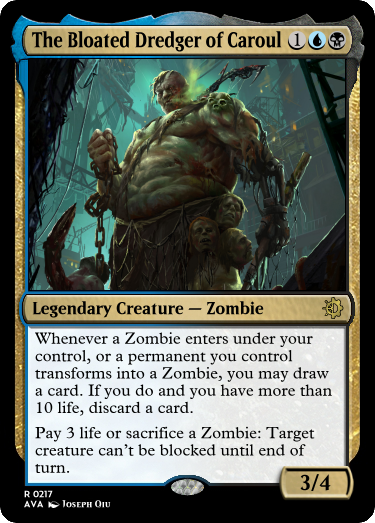 The Bloated Dredger of Caroul 1
Legendary Creature — Zombie
Whenever a Zombie enters under your
control, or a permanent you control
transforms into a Zombie, you may draw
a card. If you do and you have more than
10 life, discard a card.
Pay 3 life or sacrifice a Zombie: Target
creature can't be blocked until end of
turn.
3/4
R 0217
AVA Joseph Qiu